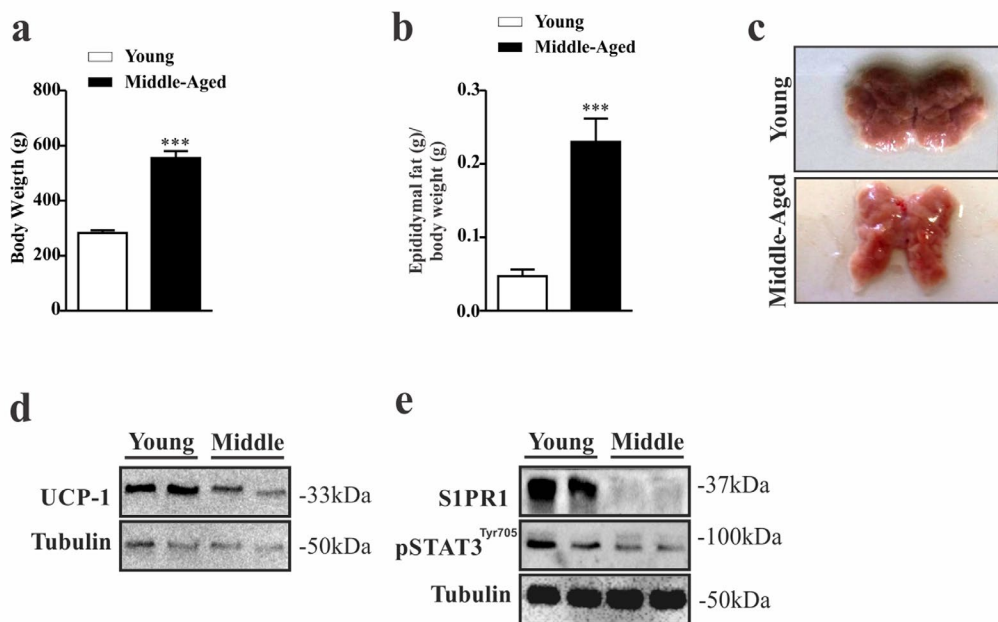 a
Young
Middle-Aged
Body Weigth (g)
800
600
400
200
0
***
b
Young
Middle-Aged
Epididymal fat (g)/
body weight (g)
0.3
0.2
0.1
0.0
***
c
Young
Middle-Aged
d
Young Middle
UCP-1 -33kDa
Tubulin -50kDa
e
Young Middle
S1PR1 -37kDa
pSTAT3Tyr705 -100kDa
Tubulin -50kDa